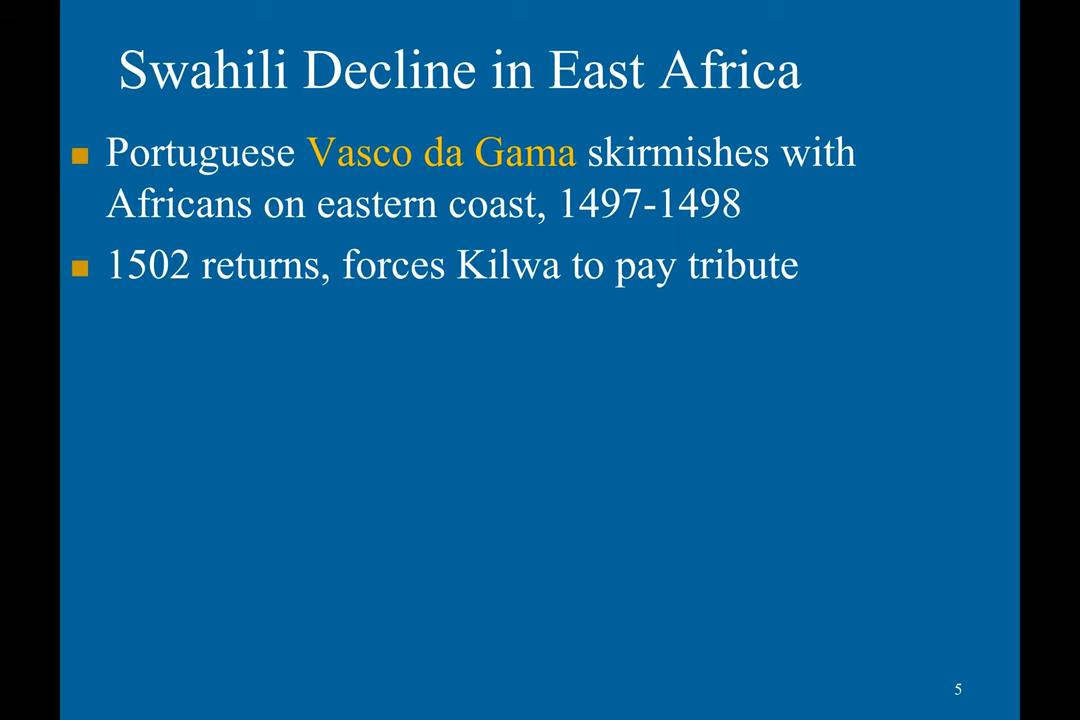 Swahili Decline in East Africa
Portuguese Vasco da Gama skirmishes with
Africans on eastern coast, 1497-1498
1502 returns, forces Kilwa to pay tribute
5